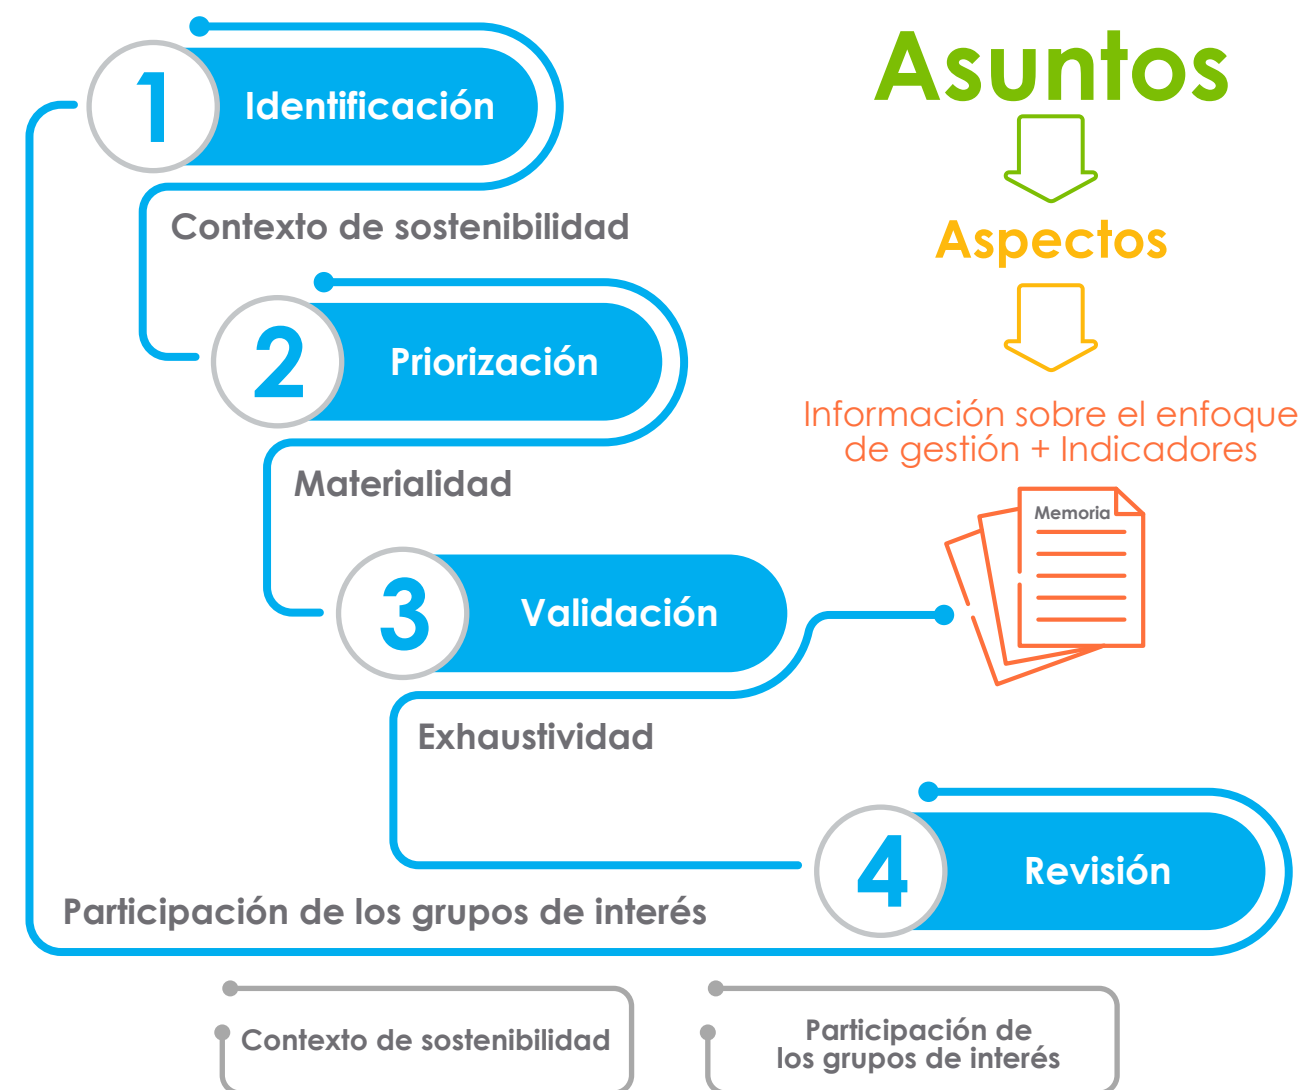 1
Identificación
Contexto de sostenibilidad
2
Priorización
Materialidad
3
Validación
Exhaustividad
4
Revisión
Participación de los grupos de interés
Asuntos
Aspectos
Información sobre el enfoque
de gestión + Indicadores
Memoria
Contexto de sostenibilidad
Participación de
los grupos de interés